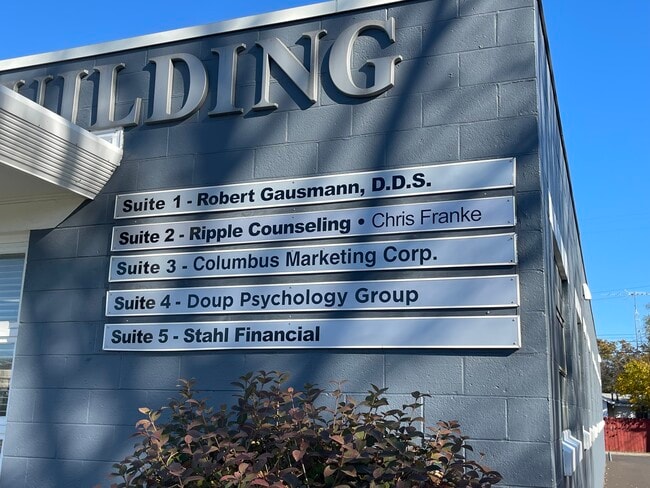 BUILDING
Suite 1 - Robert Gausmann, D.D.S.
Suite 2 - Ripple Counseling • Chris Franke
Suite 3 - Columbus Marketing Corp.
Suite 4 - Doup Psychology Group
Suite 5 - Stahl Financial